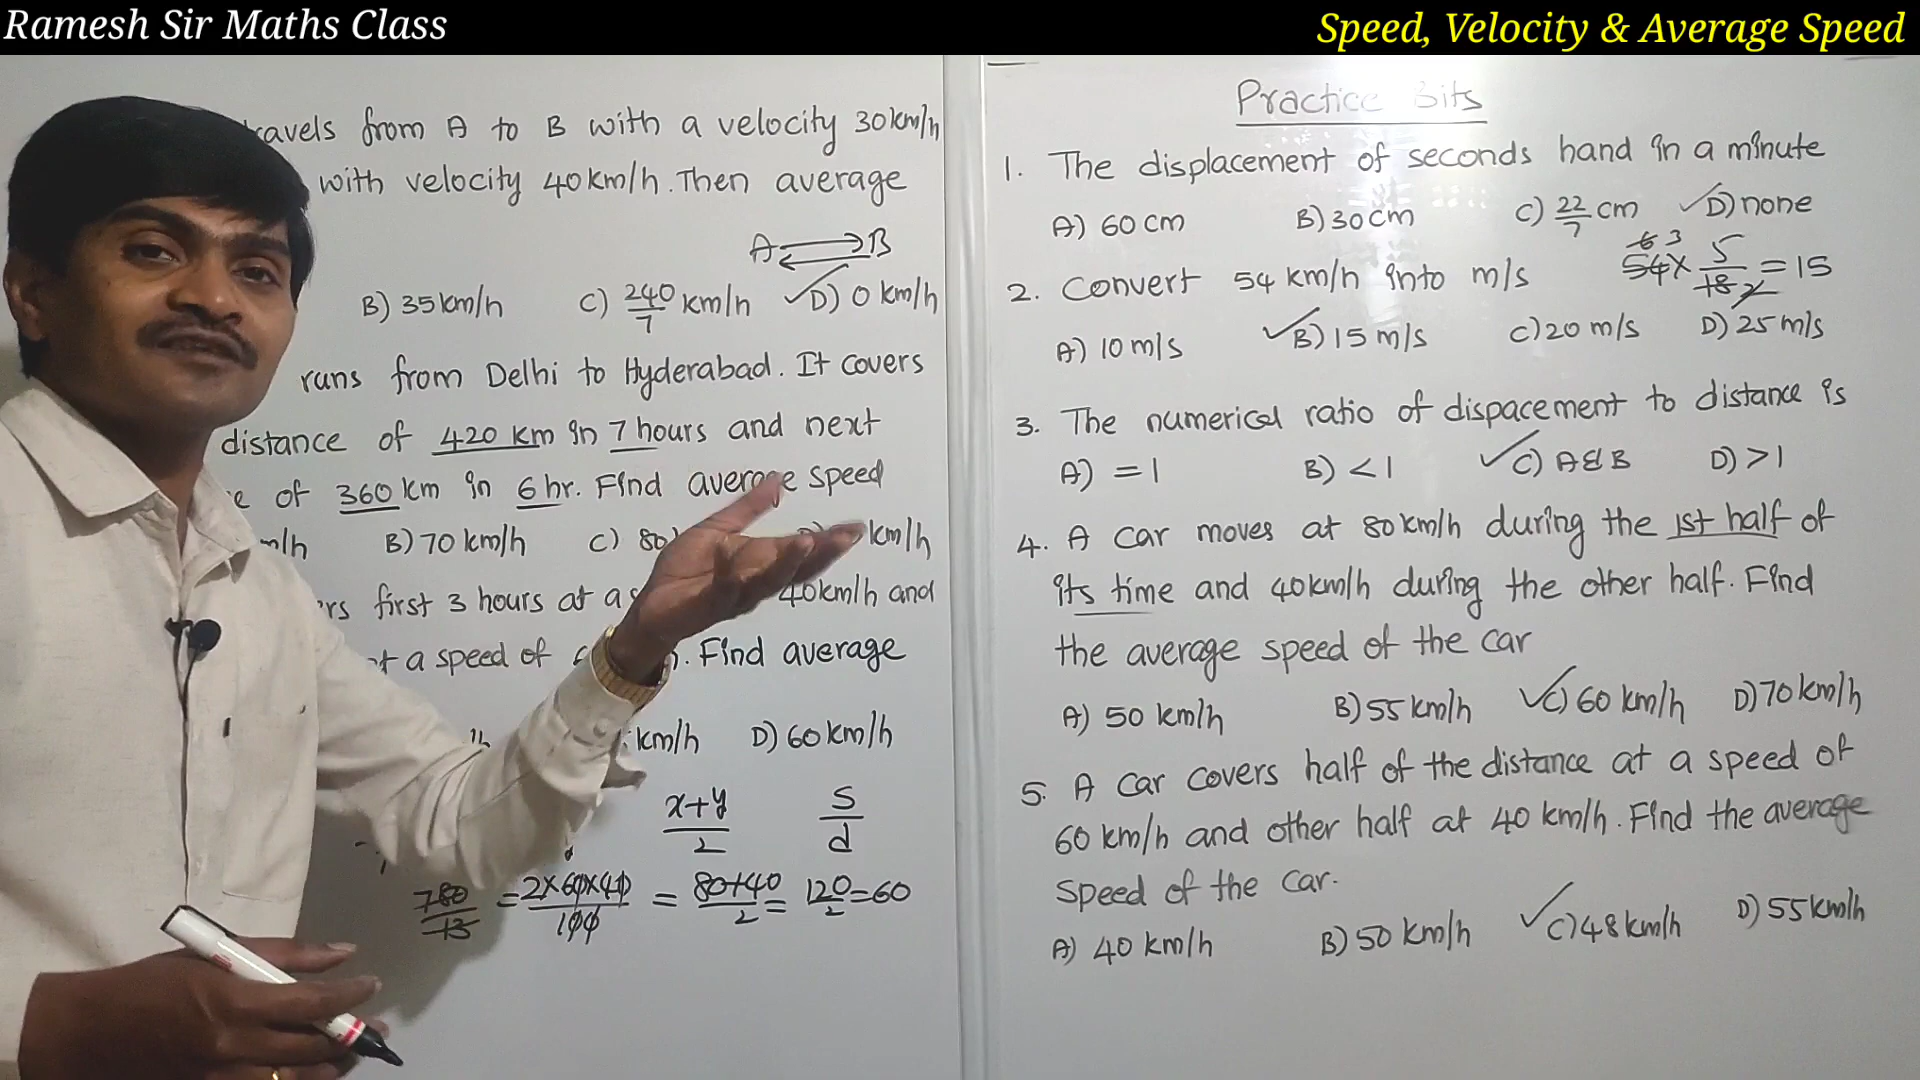 Ramesh Sir Maths Class
Speed, Velocity & Average Speed
travels from A to B with a velocity 30km/h
with velocity 40km/h. Then average
A B
B) 35km/h C) 240/7 km/h D) 0 km/h
runs from Delhi to Hyderabad. It covers
distance of 420 km in 7 hours and next
of 360 km in 6 hr. Find average speed
B) 70 km/h C) 80 km/h
first 3 hours at a 40km/h and
at a speed of . Find average
km/h D) 60 km/h
x+y/2 s/d
780/13 = 2×60×40/100 = 80+40/2 = 120/2 = 60
Practice Bits
1. The displacement of seconds hand in a minute
A) 60 cm B) 30 cm C) 22/7 cm D) none
6 3
54× 5/18 2 = 15
2. Convert 54 km/h into m/s
A) 10 m/s B) 15 m/s C) 20 m/s D) 25 m/s
3. The numerical ratio of dispacement to distance is
A) = 1 B) < 1 C) A & B D) > 1
4. A car moves at 80 km/h during the 1st half of
its time and 40km/h during the other half. Find
the average speed of the car
A) 50 km/h B) 55 km/h C) 60 km/h D) 70 km/h
5. A car covers half of the distance at a speed of
60 km/h and other half at 40 km/h. Find the average
speed of the car.
A) 40 km/h B) 50 km/h C) 48 km/h D) 55 km/h